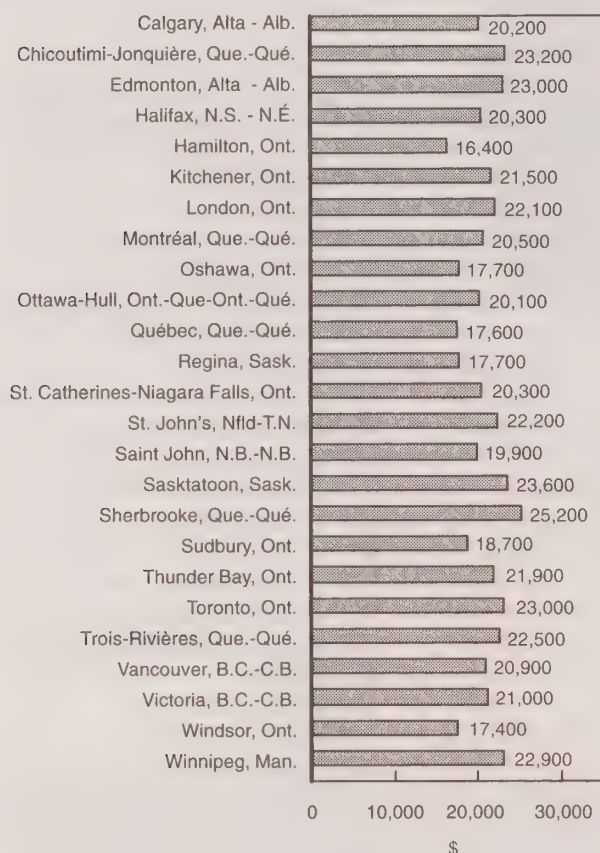 Calgary, Alta - Alb. 20,200
Chicoutimi-Jonquière, Que.-Qué. 23,200
Edmonton, Alta - Alb. 23,000
Halifax, N.S. - N.É. 20,300
Hamilton, Ont. 16,400
Kitchener, Ont. 21,500
London, Ont. 22,100
Montréal, Que.-Qué. 20,500
Oshawa, Ont. 17,700
Ottawa-Hull, Ont.-Que-Ont.-Qué. 20,100
Québec, Que.-Qué. 17,600
Regina, Sask. 17,700
St. Catherines-Niagara Falls, Ont. 20,300
St. John's, Nfld-T.N. 22,200
Saint John, N.B.-N.B. 19,900
Sasktatoon, Sask. 23,600
Sherbrooke, Que.-Qué. 25,200
Sudbury, Ont. 18,700
Thunder Bay, Ont. 21,900
Toronto, Ont. 23,000
Trois-Rivières, Que.-Qué. 22,500
Vancouver, B.C.-C.B. 20,900
Victoria, B.C.-C.B. 21,000
Windsor, Ont. 17,400
Winnipeg, Man. 22,900
0 10,000 20,000 30,000
$